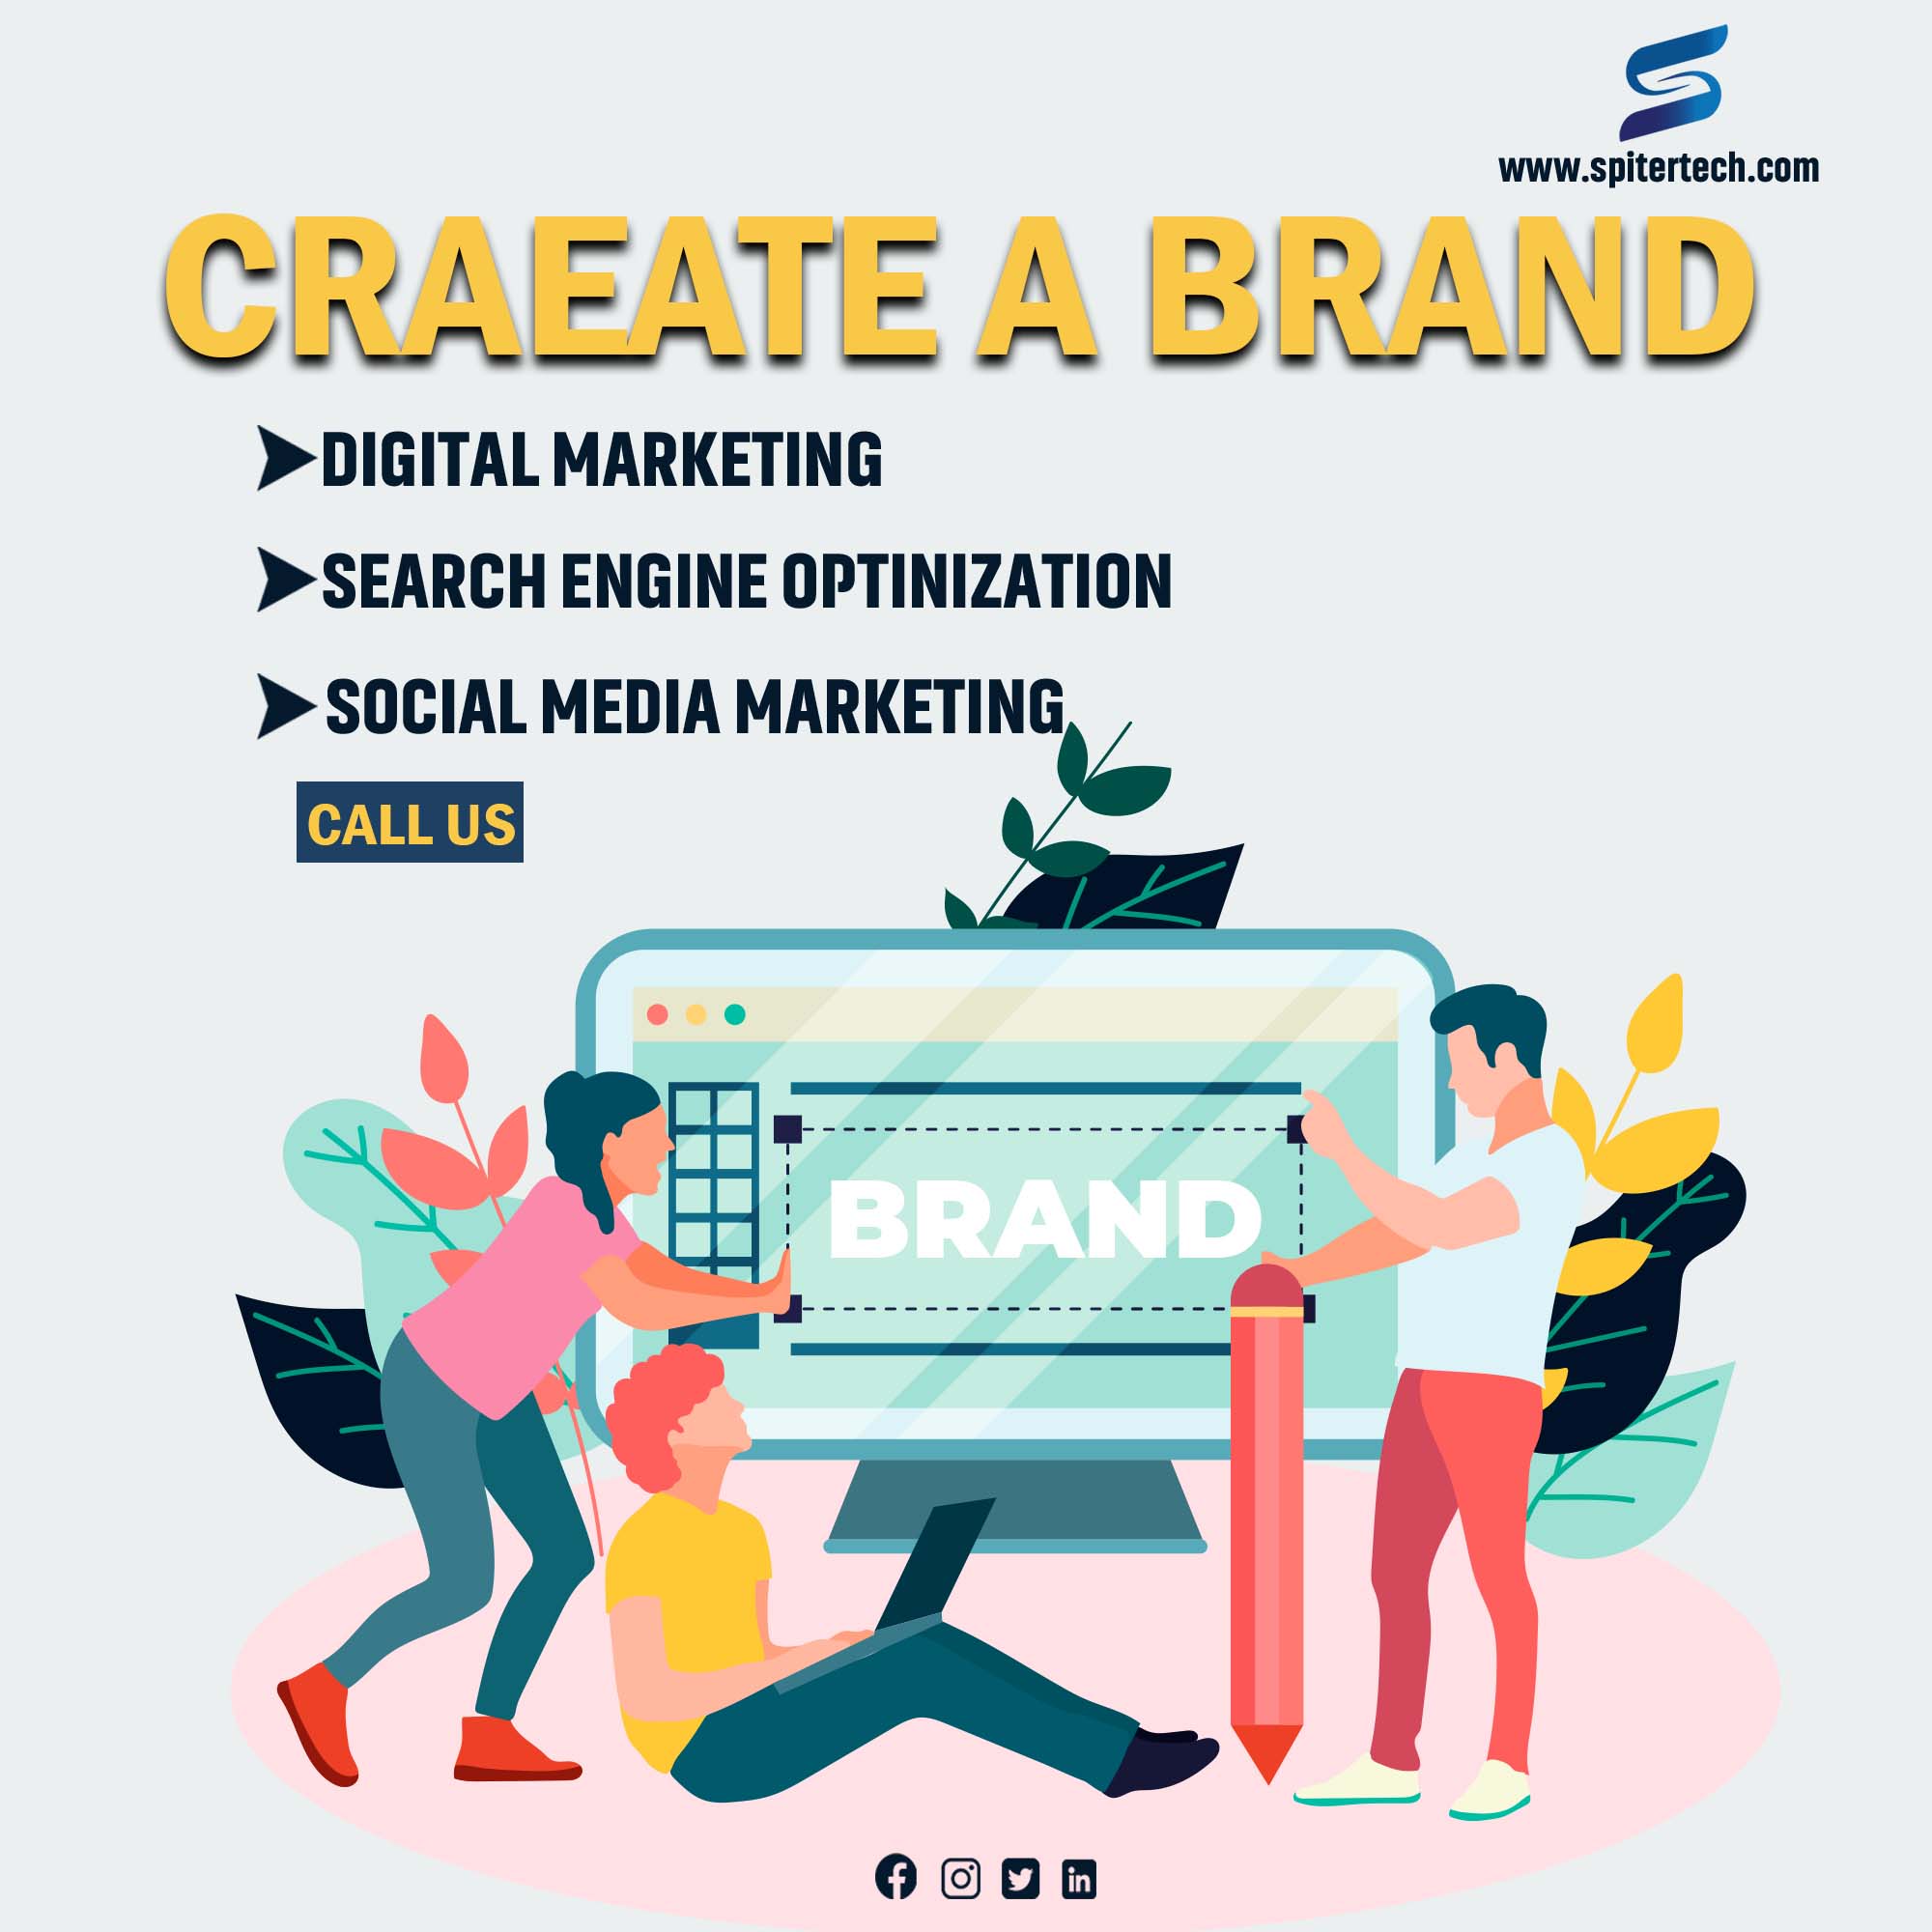 www.spitertech.com
CRAEATE A BRAND
DIGITAL MARKETING
SEARCH ENGINE OPTINIZATION
SOCIAL MEDIA MARKETING
CALL US
BRAND